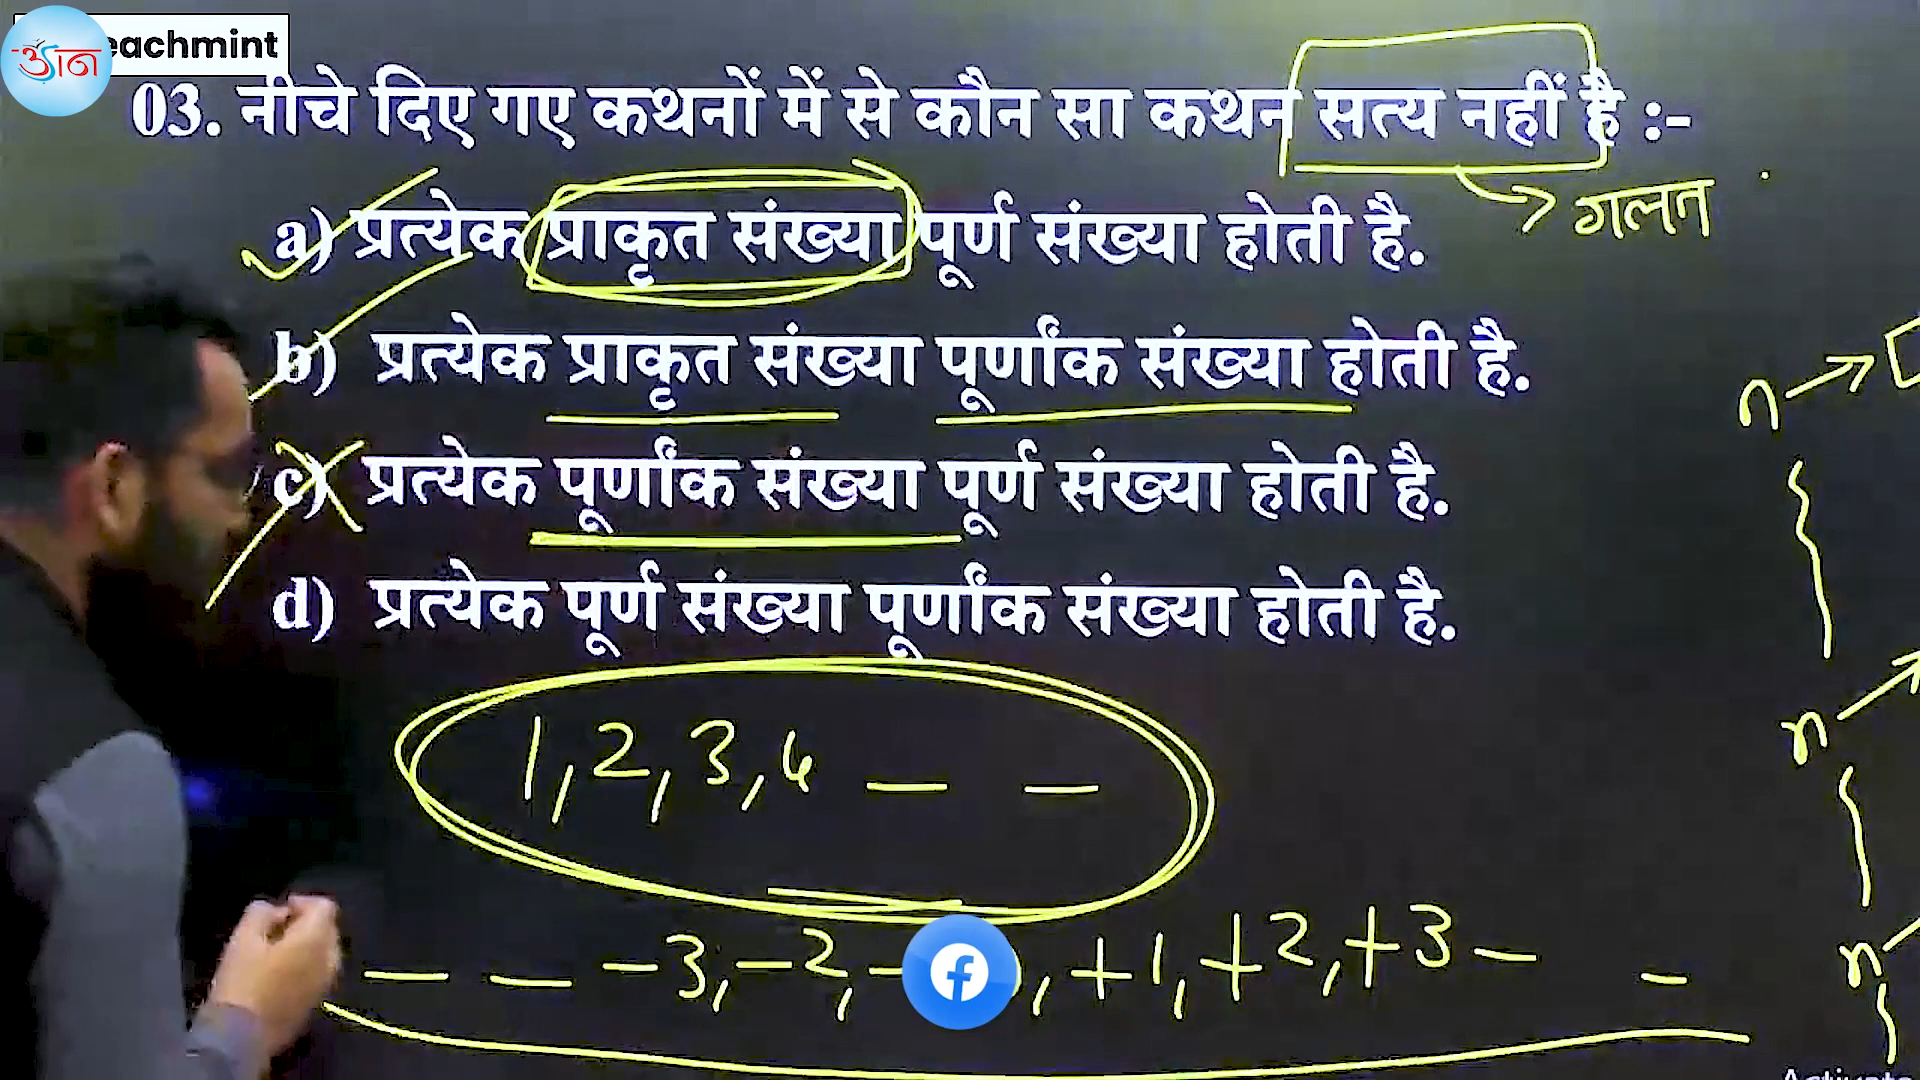 eachmint
आन
03. नीचे दिए गए कथनों में से कौन सा कथन सत्य नहीं है :-
गलत
a) प्रत्येक प्राकृत संख्या पूर्ण संख्या होती है.
b) प्रत्येक प्राकृत संख्या पूर्णांक संख्या होती है.
c) प्रत्येक पूर्णांक संख्या पूर्ण संख्या होती है.
d) प्रत्येक पूर्ण संख्या पूर्णांक संख्या होती है.
n
1, 2, 3, 4 — —
n
— — -3, -2, - , +1, +2, +3 — —
n